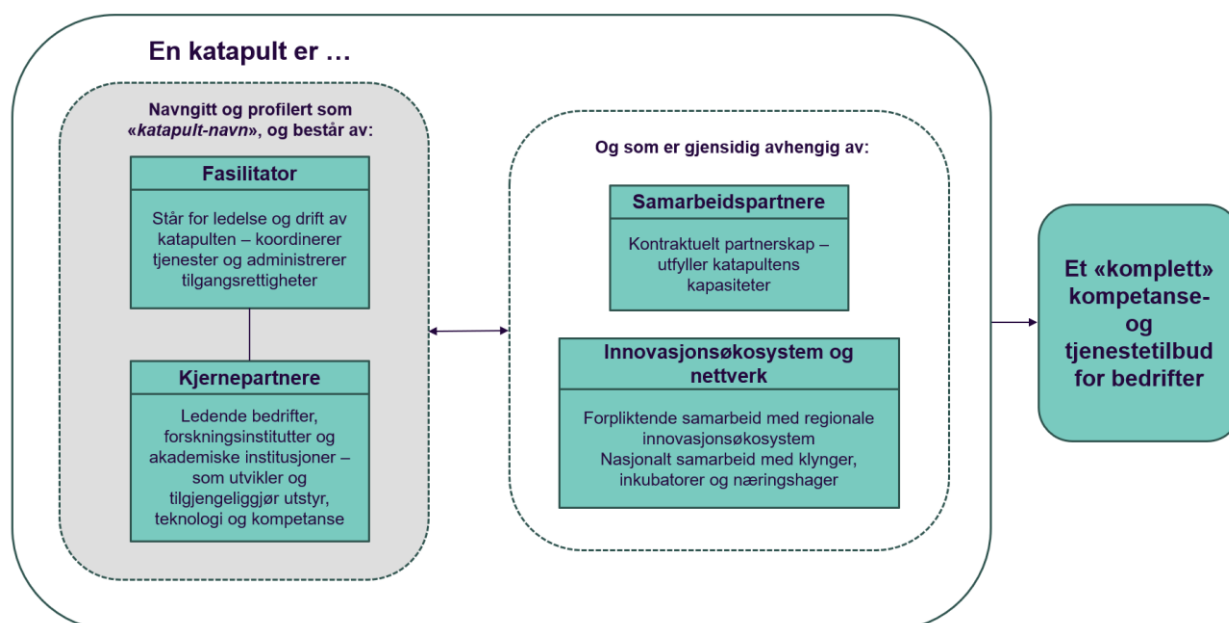 En katapult er …
Navngitt og profilert som
«katapult-navn», og består av:
Fasilitator
Står for ledelse og drift av
katapulten – koordinerer
tjenester og administrerer
tilgangsrettigheter
Kjernepartnere
Ledende bedrifter,
forskningsinstitutter og
akademiske institusjoner –
som utvikler og
tilgjengeliggjør utstyr,
teknologi og kompetanse
Og som er gjensidig avhengig av:
Samarbeidspartnere
Kontraktuelt partnerskap –
utfyller katapultens
kapasiteter
Innovasjonsøkosystem og
nettverk
Forpliktende samarbeid med regionale
innovasjonsøkosystem
Nasjonalt samarbeid med klynger,
inkubatorer og næringshager
Et «komplett»
kompetanse-
og
tjenestetilbud
for bedrifter